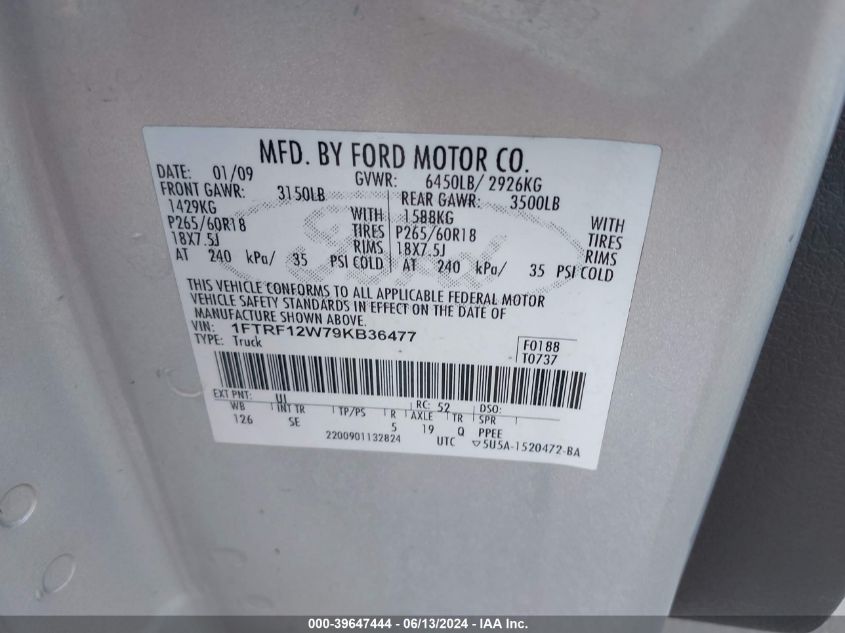 MFD. BY FORD MOTOR CO.
DATE: 01/09 GVWR: 6450LB/ 2926KG
FRONT GAWR: 3150LB REAR GAWR: 3500LB
1429KG WITH 1588KG WITH
P265/60R18 TIRES P265/60R18 TIRES
18X7.5J RIMS 18X7.5J RIMS
AT 240 kPa/ 35 PSI COLD AT 240 kPa/ 35 PSI COLD
Ford
THIS VEHICLE CONFORMS TO ALL APPLICABLE FEDERAL MOTOR
VEHICLE SAFETY STANDARDS IN EFFECT ON THE DATE OF
MANUFACTURE SHOWN ABOVE.
VIN: 1FTRF12W79KB36477
TYPE: Truck
F0188
T0737
EXT PNT: UI RC: 52 DSO:
WB INT TR TP/PS R AXLE TR SPR
126 SE 5 19 Q PPEE
2200901132824 UTC ▽5U5A-1520472-BA
000-39647444 - 06/13/2024 - IAA Inc.